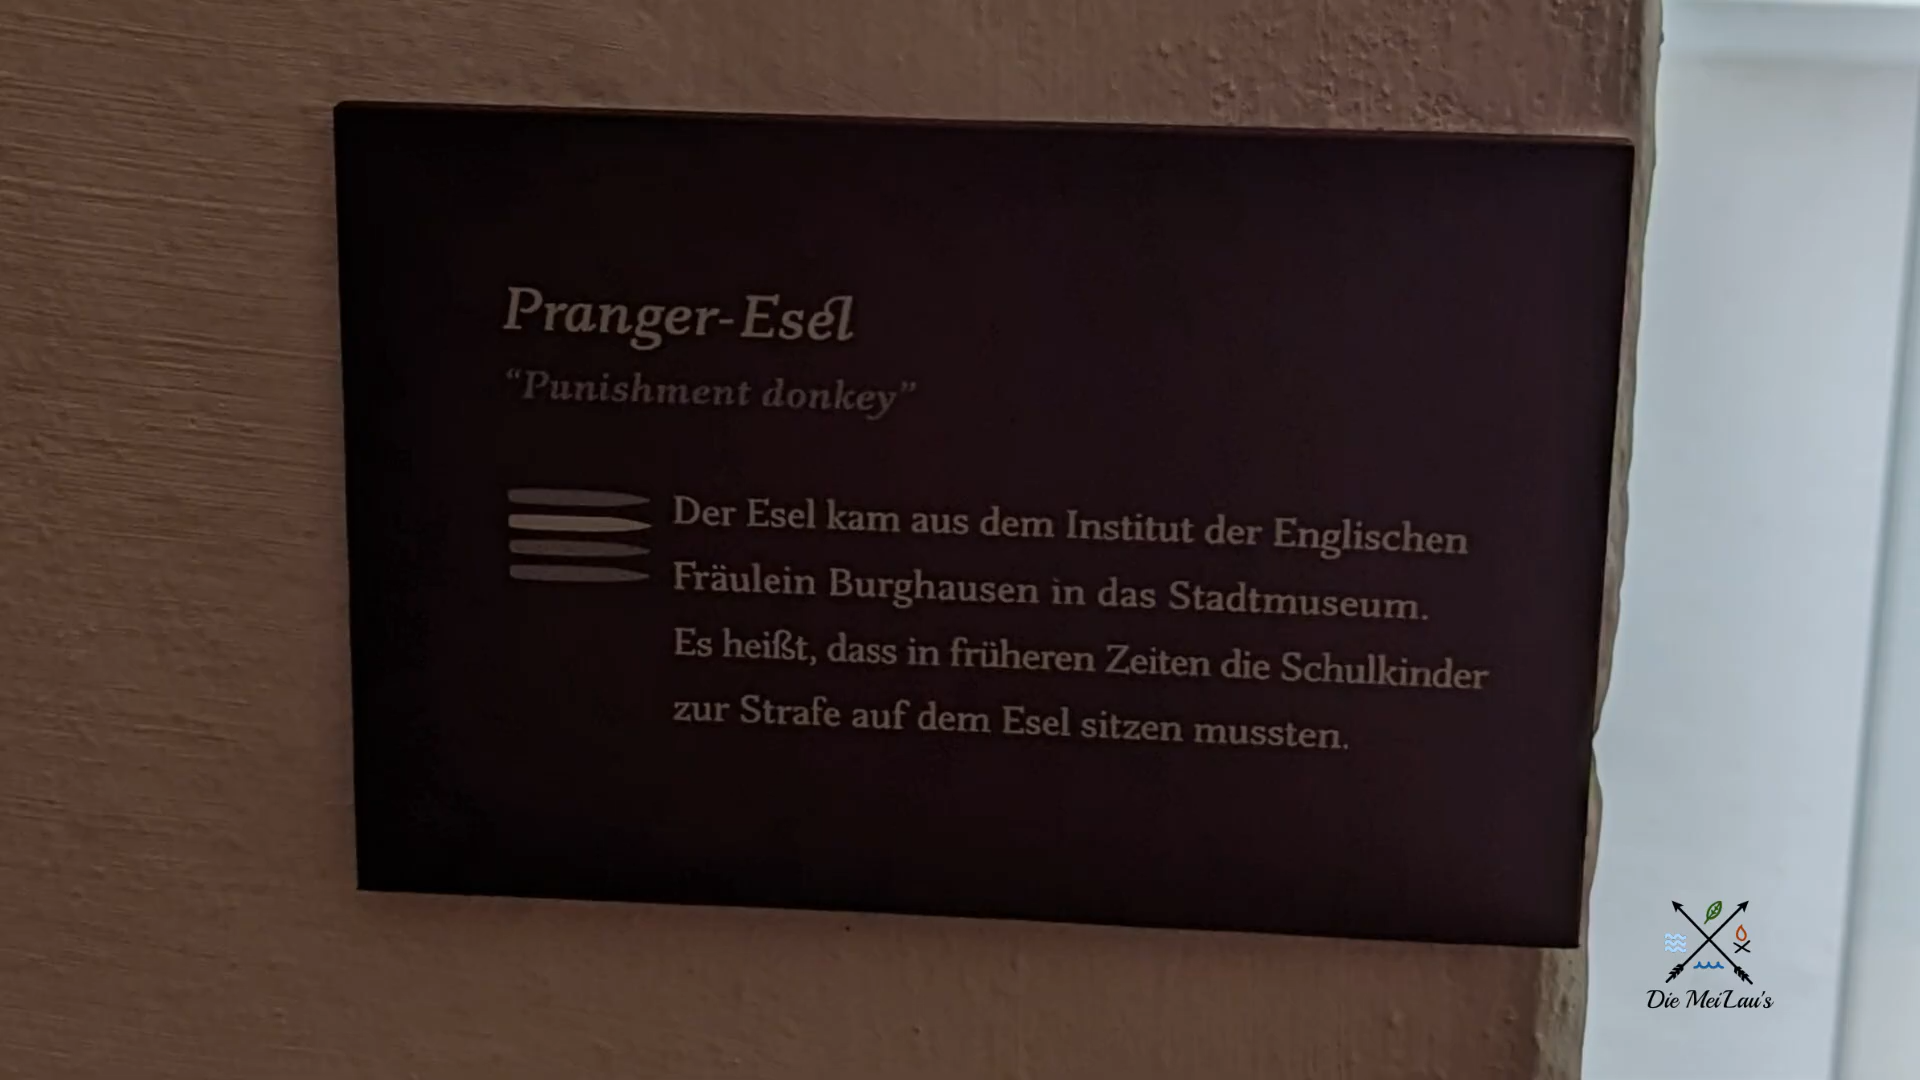 Pranger-Esel
“Punishment donkey”
Der Esel kam aus dem Institut der Englischen
Fräulein Burghausen in das Stadtmuseum.
Es heißt, dass in früheren Zeiten die Schulkinder
zur Strafe auf dem Esel sitzen mussten.
Die MeiLau's